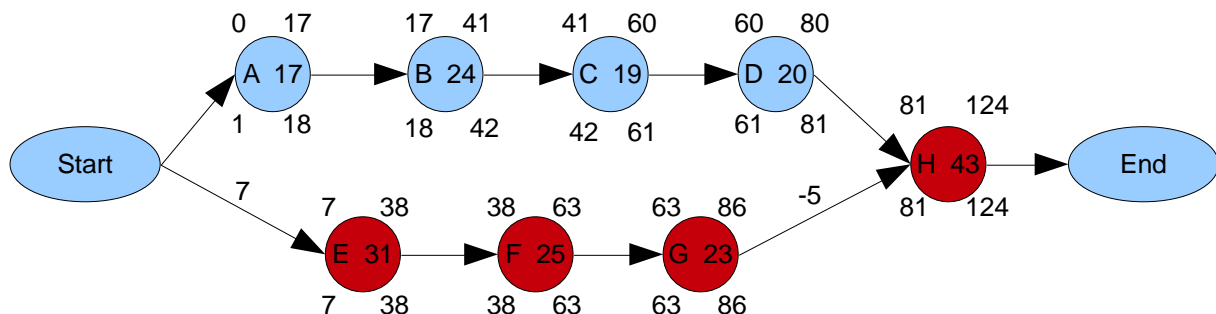 0 17 17 41 41 60 60 80
A 17 B 24 C 19 D 20
1 18 18 42 42 61 61 81
81 124
Start H 43 End
81 124
7 -5
7 38 38 63 63 86
E 31 F 25 G 23
7 38 38 63 63 86